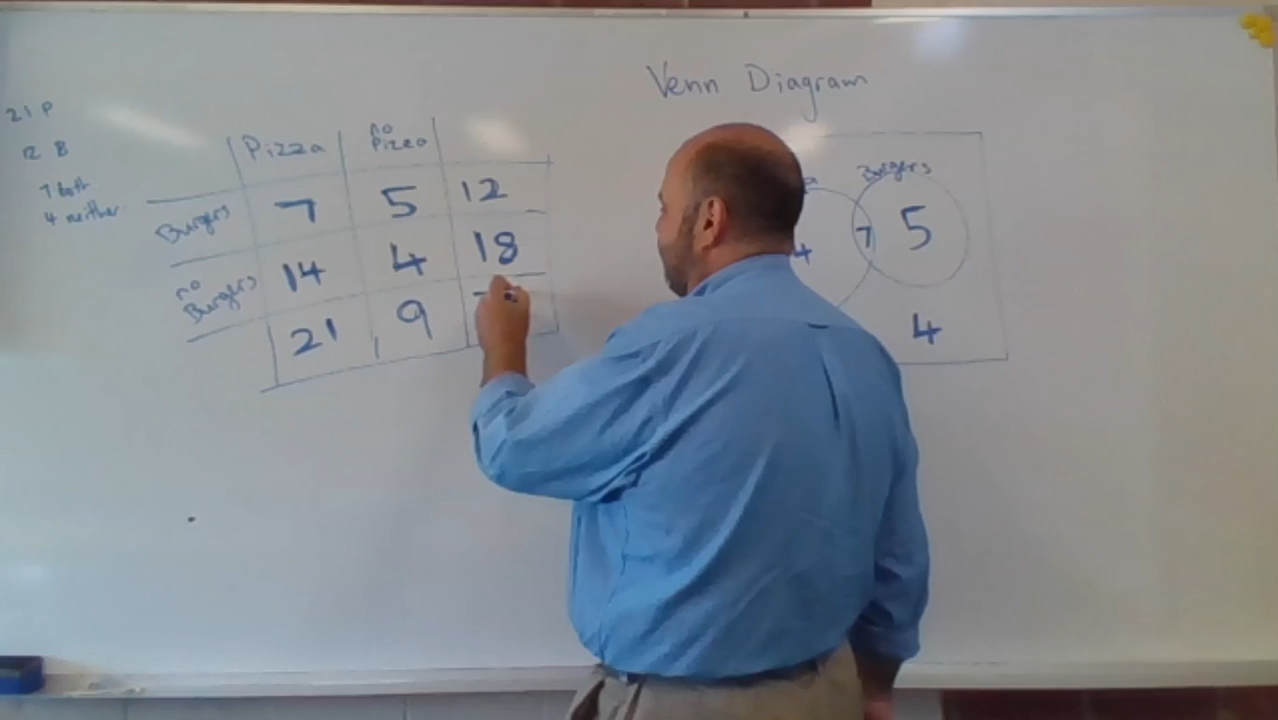 21 P
12 B
7 both
4 neither
Pizza no Pizza
Burgers 7 5 12
no Burgers 14 4 18
21 9
Venn Diagram
Burgers
4 7 5
4